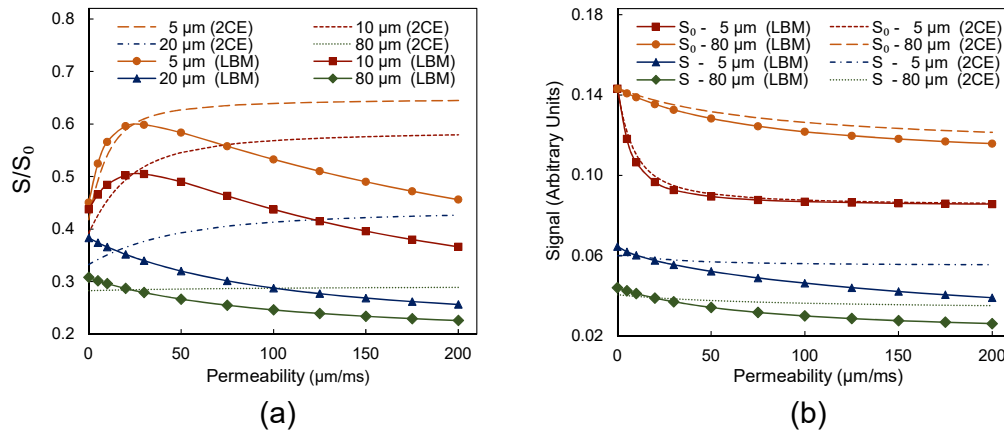 0.8
0.7
0.6
0.5
0.4
0.3
0.2
S/S₀
5 µm (2CE) 10 µm (2CE)
20 µm (2CE) 80 µm (2CE)
5 µm (LBM) 10 µm (LBM)
20 µm (LBM) 80 µm (LBM)
0 50 100 150 200
Permeability (µm/ms)
(a)
0.18
0.14
0.10
0.06
0.02
Signal (Arbitrary Units)
S₀ - 5 µm (LBM) S₀ - 5 µm (2CE)
S₀ - 80 µm (LBM) S₀ - 80 µm (2CE)
S - 5 µm (LBM) S - 5 µm (2CE)
S - 80 µm (LBM) S - 80 µm (2CE)
0 50 100 150 200
Permeability (µm/ms)
(b)